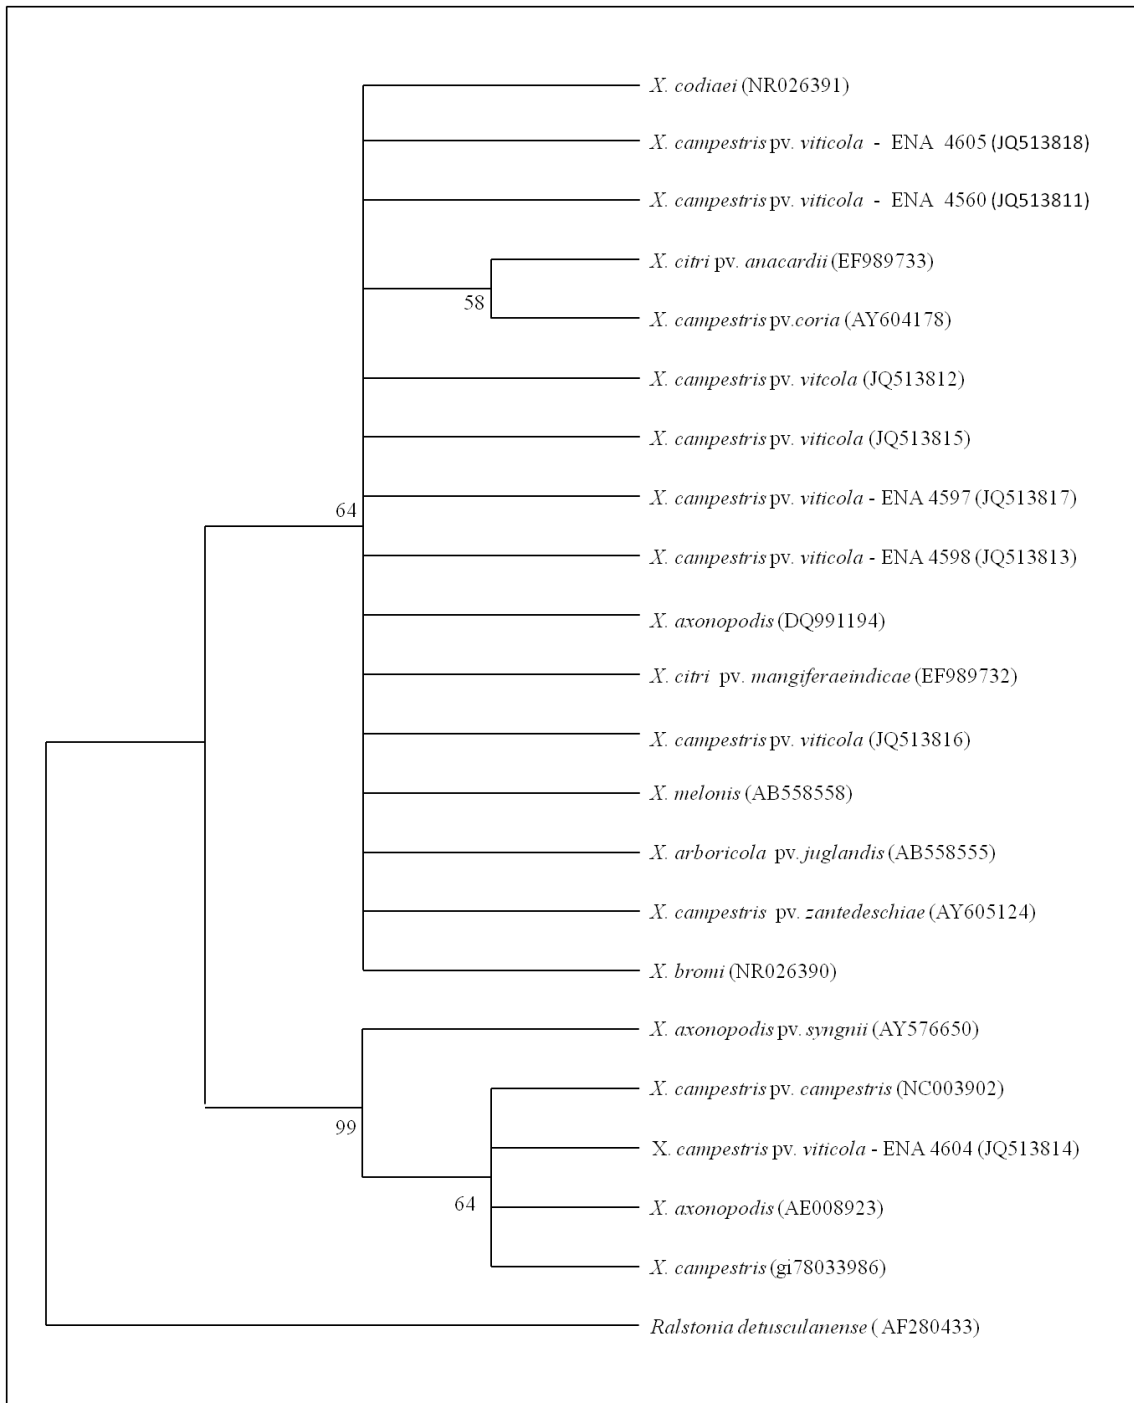 X. codiaei (NR026391)
X. campestris pv. viticola - ENA 4605 (JQ513818)
X. campestris pv. viticola - ENA 4560 (JQ513811)
X. citri pv. anacardii (EF989733)
58
X. campestris pv.coria (AY604178)
X. campestris pv. vitcola (JQ513812)
X. campestris pv. viticola (JQ513815)
X. campestris pv. viticola - ENA 4597 (JQ513817)
64
X. campestris pv. viticola - ENA 4598 (JQ513813)
X. axonopodis (DQ991194)
X. citri pv. mangiferaeindicae (EF989732)
X. campestris pv. viticola (JQ513816)
X. melonis (AB558558)
X. arboricola pv. juglandis (AB558555)
X. campestris pv. zantedeschiae (AY605124)
X. bromi (NR026390)
X. axonopodis pv. syngnii (AY576650)
X. campestris pv. campestris (NC003902)
99
X. campestris pv. viticola - ENA 4604 (JQ513814)
64
X. axonopodis (AE008923)
X. campestris (gi78033986)
Ralstonia detusculanense ( AF280433)